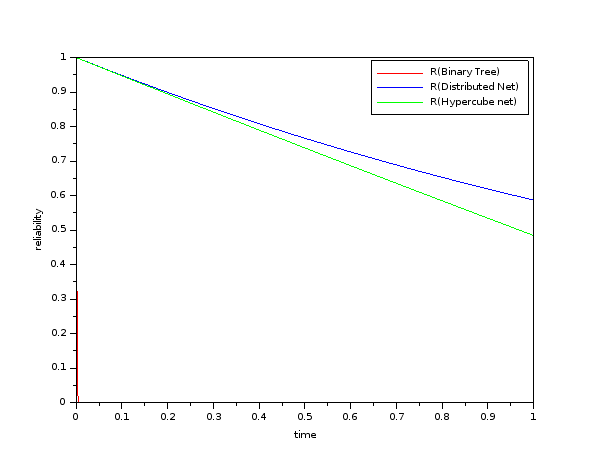 R(Binary Tree)
R(Distributed Net)
R(Hypercube net)
1
0.9
0.8
0.7
0.6
0.5
0.4
0.3
0.2
0.1
0
reliability
0 0.1 0.2 0.3 0.4 0.5 0.6 0.7 0.8 0.9 1
time